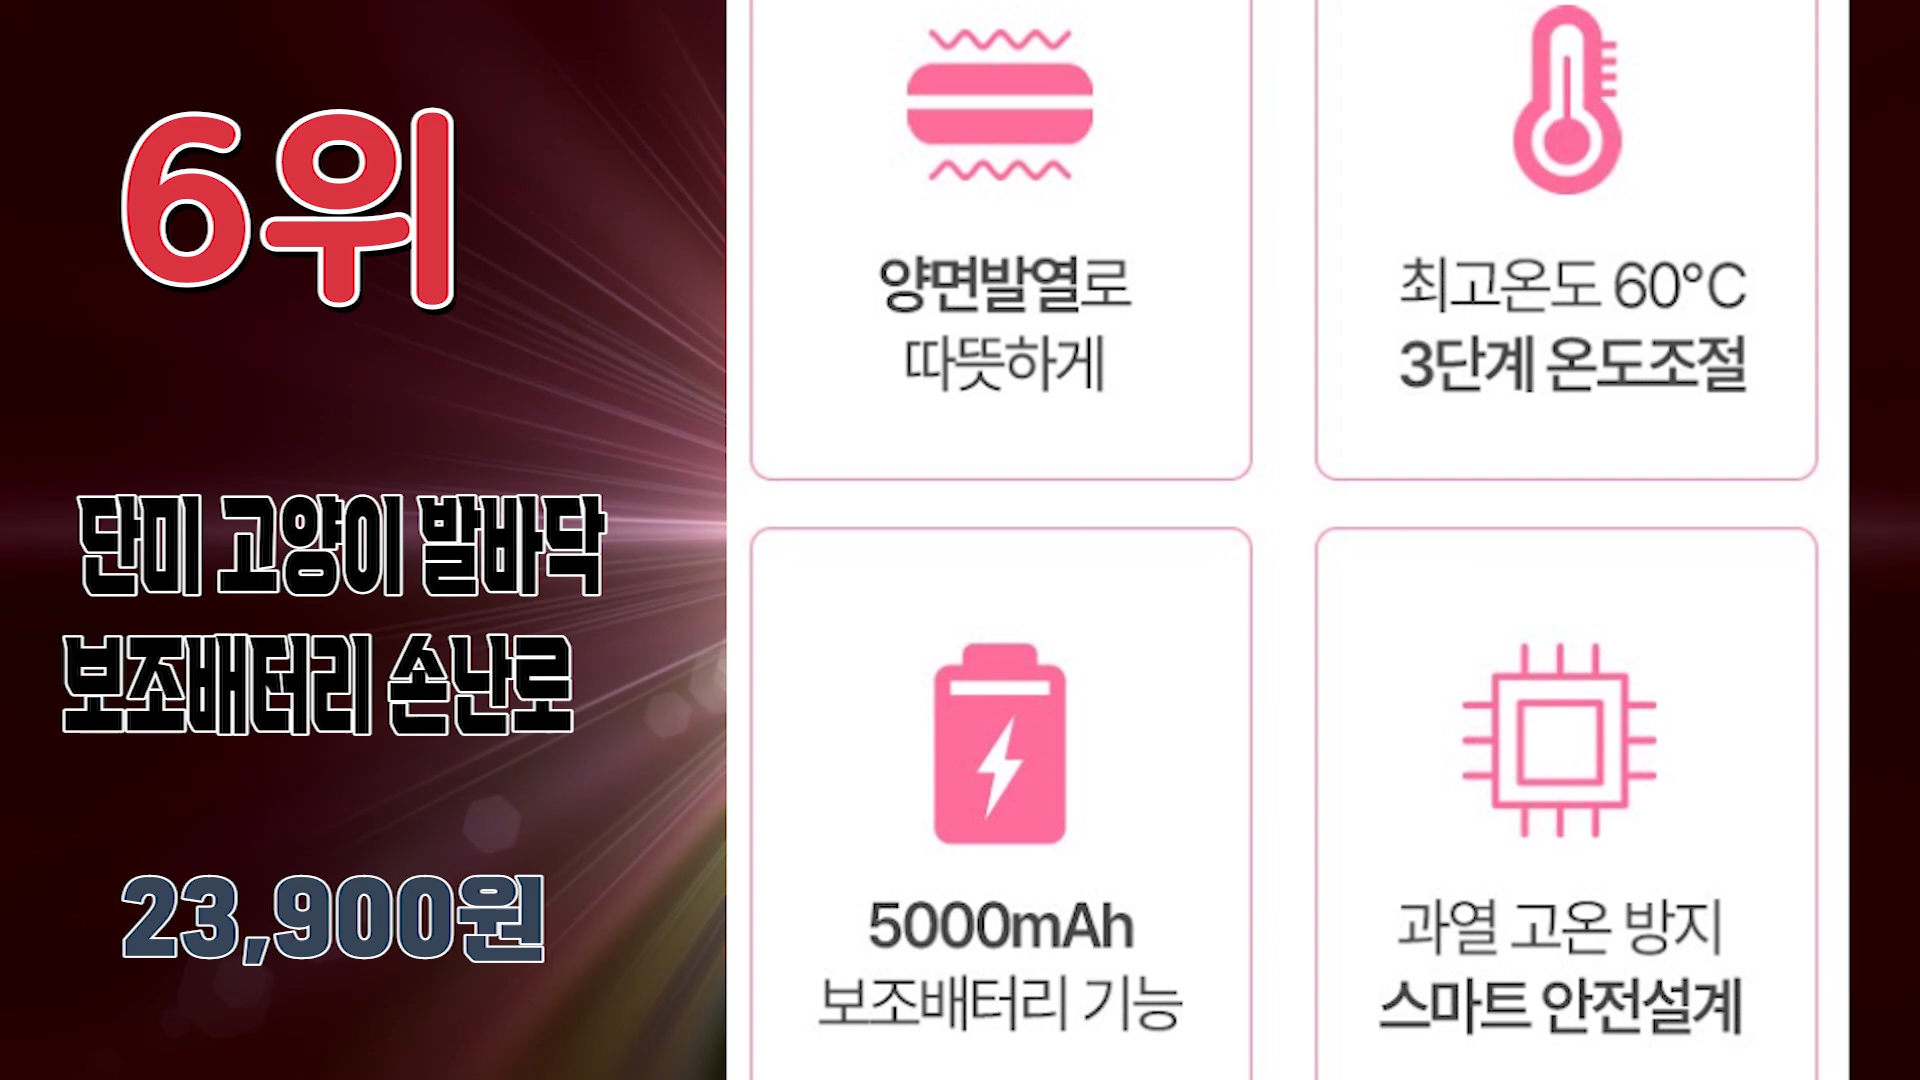 6위
단미 고양이 발바닥
보조배터리 손난로
23,900원
양면발열로
따뜻하게
최고온도 60°C
3단계 온도조절
5000mAh
보조배터리 기능
과열 고온 방지
스마트 안전설계